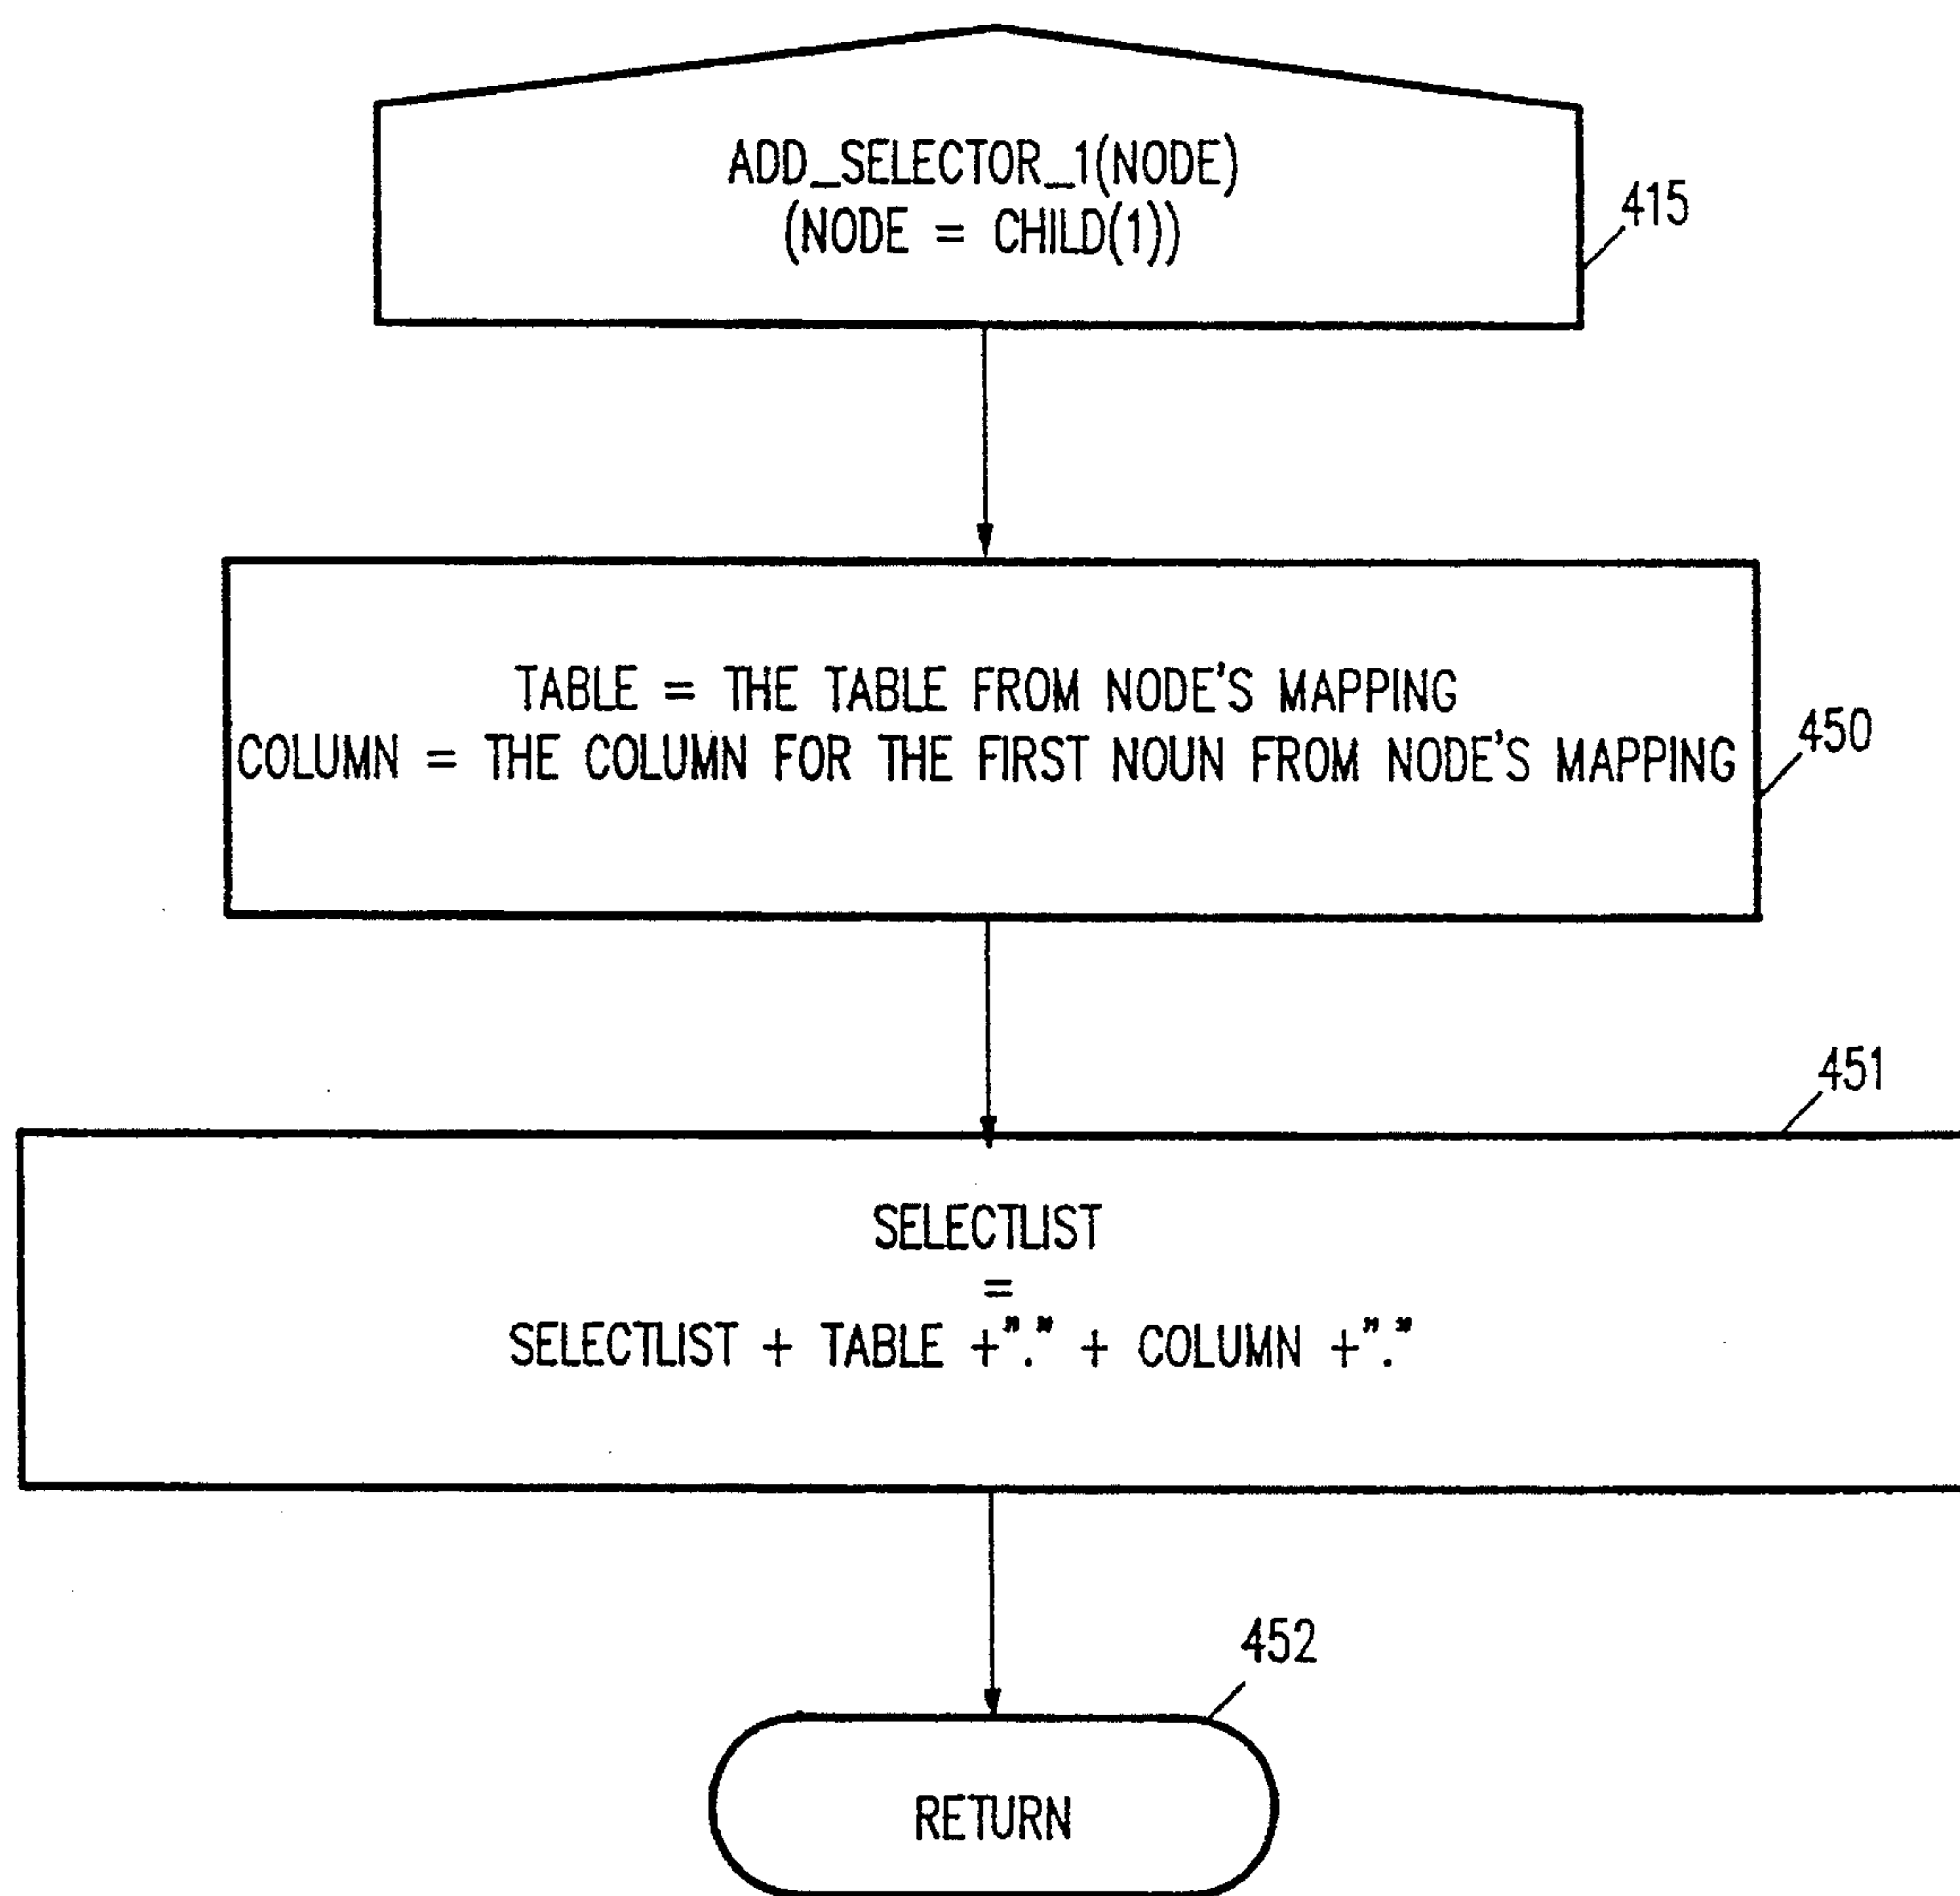 ADD_SELECTOR_1(NODE)
(NODE = CHILD(1))
415
TABLE = THE TABLE FROM NODE'S MAPPING
COLUMN = THE COLUMN FOR THE FIRST NOUN FROM NODE'S MAPPING
450
451
SELECTLIST
=
SELECTLIST + TABLE +"." + COLUMN +"."
452
RETURN